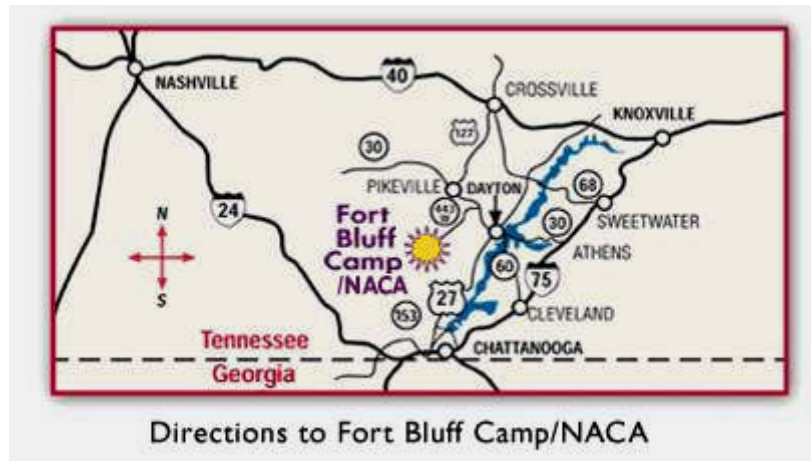 40
CROSSVILLE
NASHVILLE
KNOXVILLE
127
30
PIKEVILLE
DAYTON
68
24
443
Fort
Bluff
Camp
/NACA
SWEETWATER
30
ATHENS
N
S
60
75
27
153
CLEVELAND
Tennessee
CHATTANOOGA
Georgia
Directions to Fort Bluff Camp/NACA